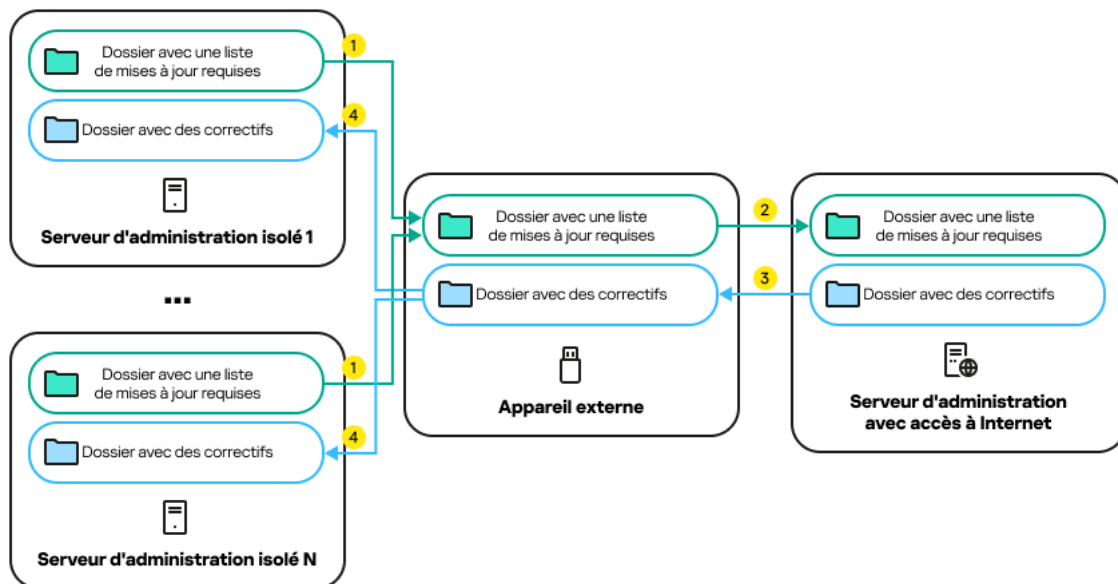 Dossier avec une liste
de mises à jour requises
1
Dossier avec des correctifs
4
Serveur d'administration isolé 1
...
Dossier avec une liste
de mises à jour requises
1
Dossier avec des correctifs
4
Serveur d'administration isolé N
Dossier avec une liste
de mises à jour requises
2
Dossier avec des correctifs
3
Appareil externe
Dossier avec une liste
de mises à jour requises
Dossier avec des correctifs
Serveur d'administration
avec accès à Internet